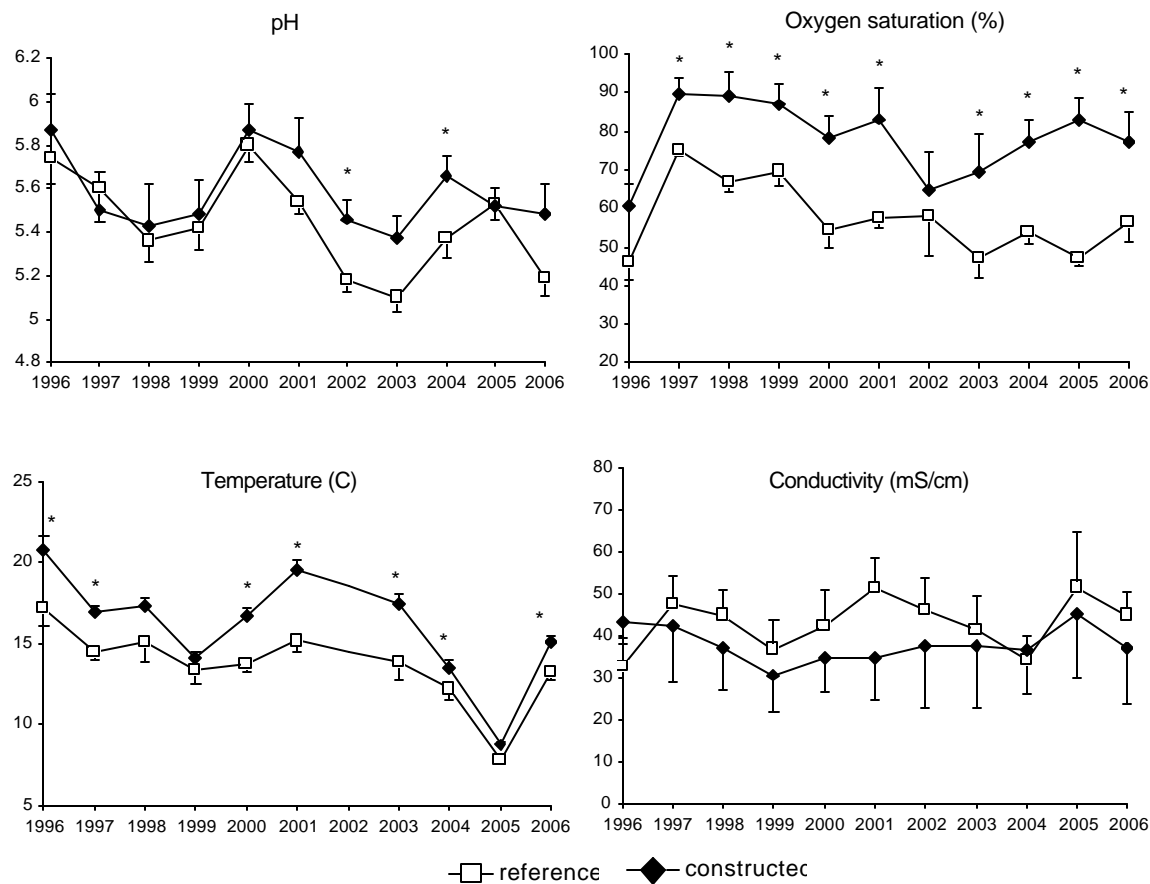 pH
6.2
6
5.8
5.6
5.4
5.2
5
4.8
* *
1996 1997 1998 1999 2000 2001 2002 2003 2004 2005 2006
Oxygen saturation (%)
100
90
80
70
60
50
40
30
20
* * * * * * * * *
1996 1997 1998 1999 2000 2001 2002 2003 2004 2005 2006
Temperature (C)
25
20
15
10
5
* * * * * * *
1996 1997 1998 1999 2000 2001 2002 2003 2004 2005 2006
Conductivity (mS/cm)
80
70
60
50
40
30
20
10
0
1996 1997 1998 1999 2000 2001 2002 2003 2004 2005 2006
reference constructec